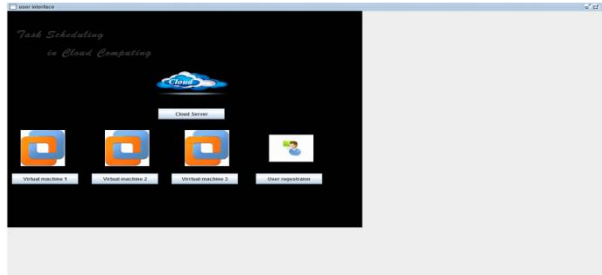 user interface
Task Scheduling
in Cloud Computing
Cloud
Cloud Server
Virtual machine 1 Virtual machine 2 Virtual machine 3 User regestraion